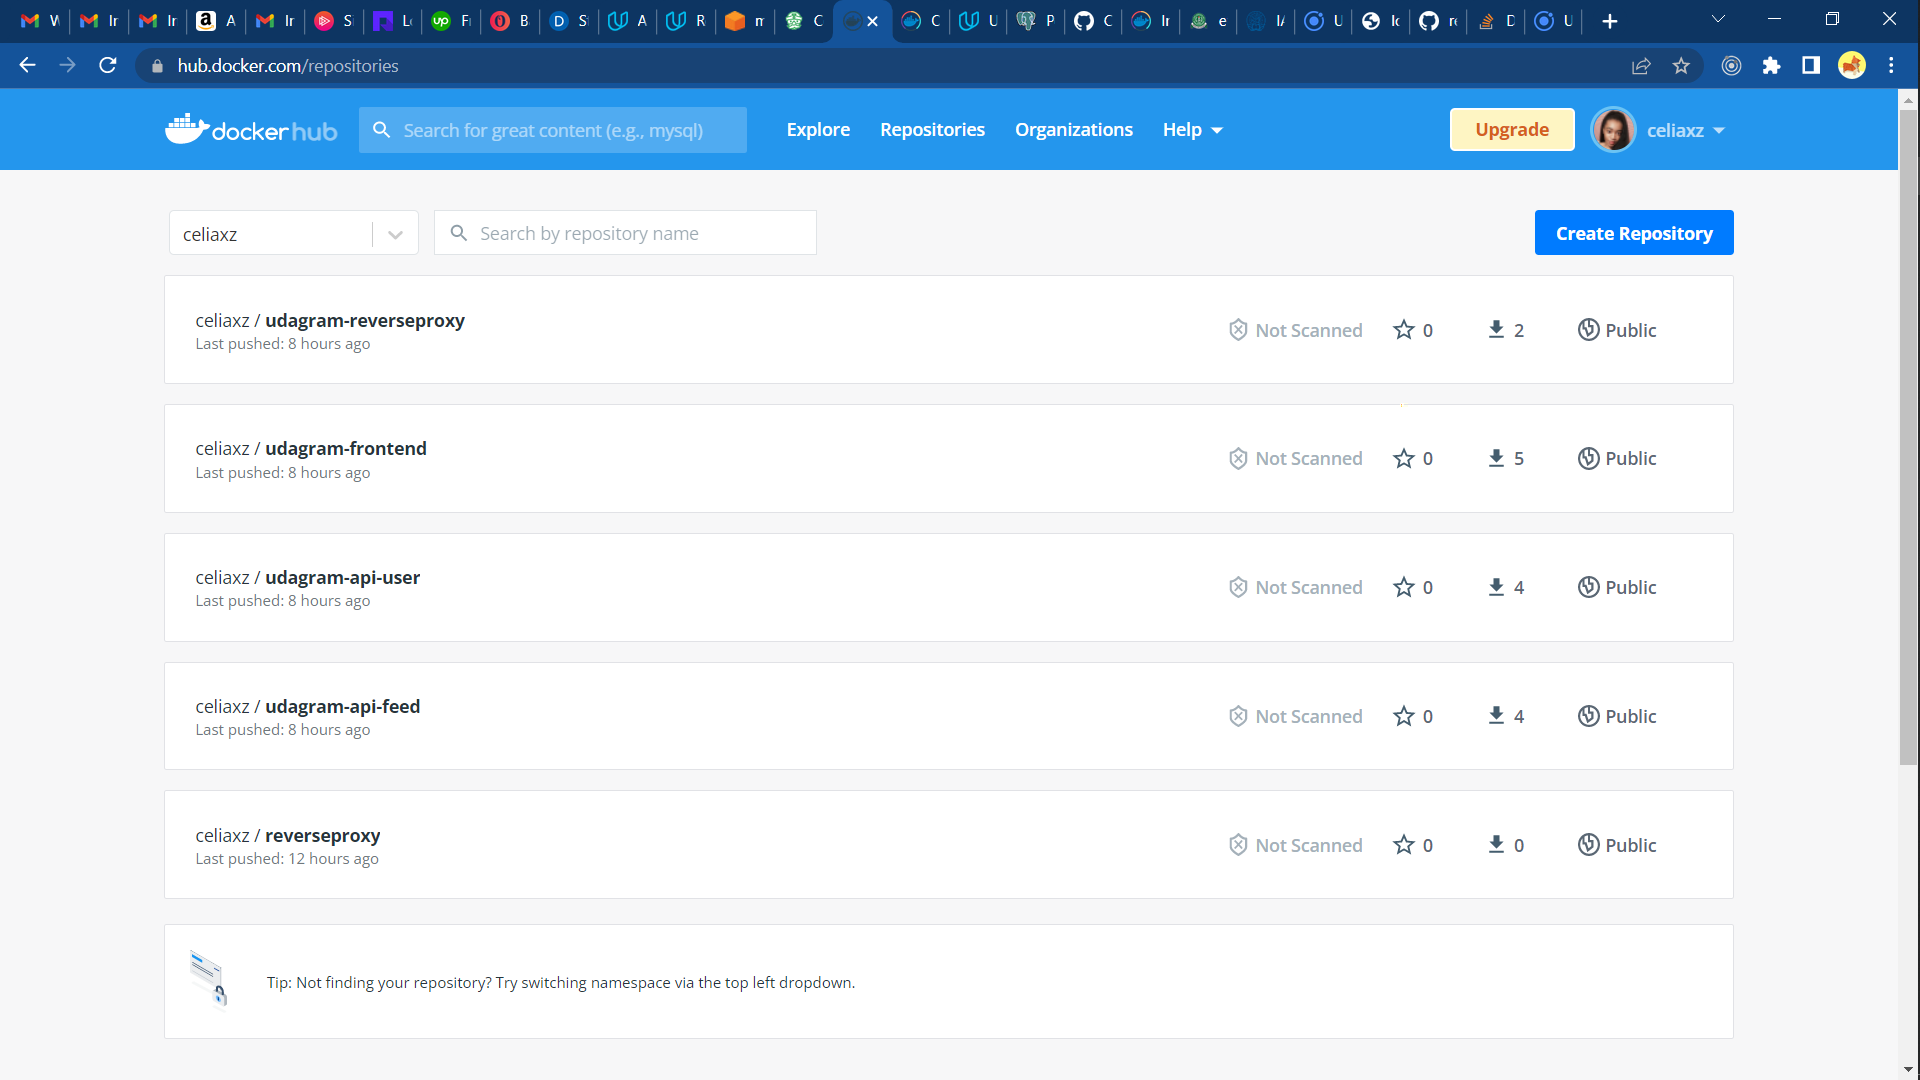 hub.docker.com/repositories
docker hub
Search for great content (e.g., mysql)
Explore
Repositories
Organizations
Help
Upgrade
celiaxz
celiaxz
Search by repository name
Create Repository
celiaxz / udagram-reverseproxy
Last pushed: 8 hours ago
Not Scanned
0
2
Public
celiaxz / udagram-frontend
Last pushed: 8 hours ago
Not Scanned
0
5
Public
celiaxz / udagram-api-user
Last pushed: 8 hours ago
Not Scanned
0
4
Public
celiaxz / udagram-api-feed
Last pushed: 8 hours ago
Not Scanned
0
4
Public
celiaxz / reverseproxy
Last pushed: 12 hours ago
Not Scanned
0
0
Public
Tip: Not finding your repository? Try switching namespace via the top left dropdown.